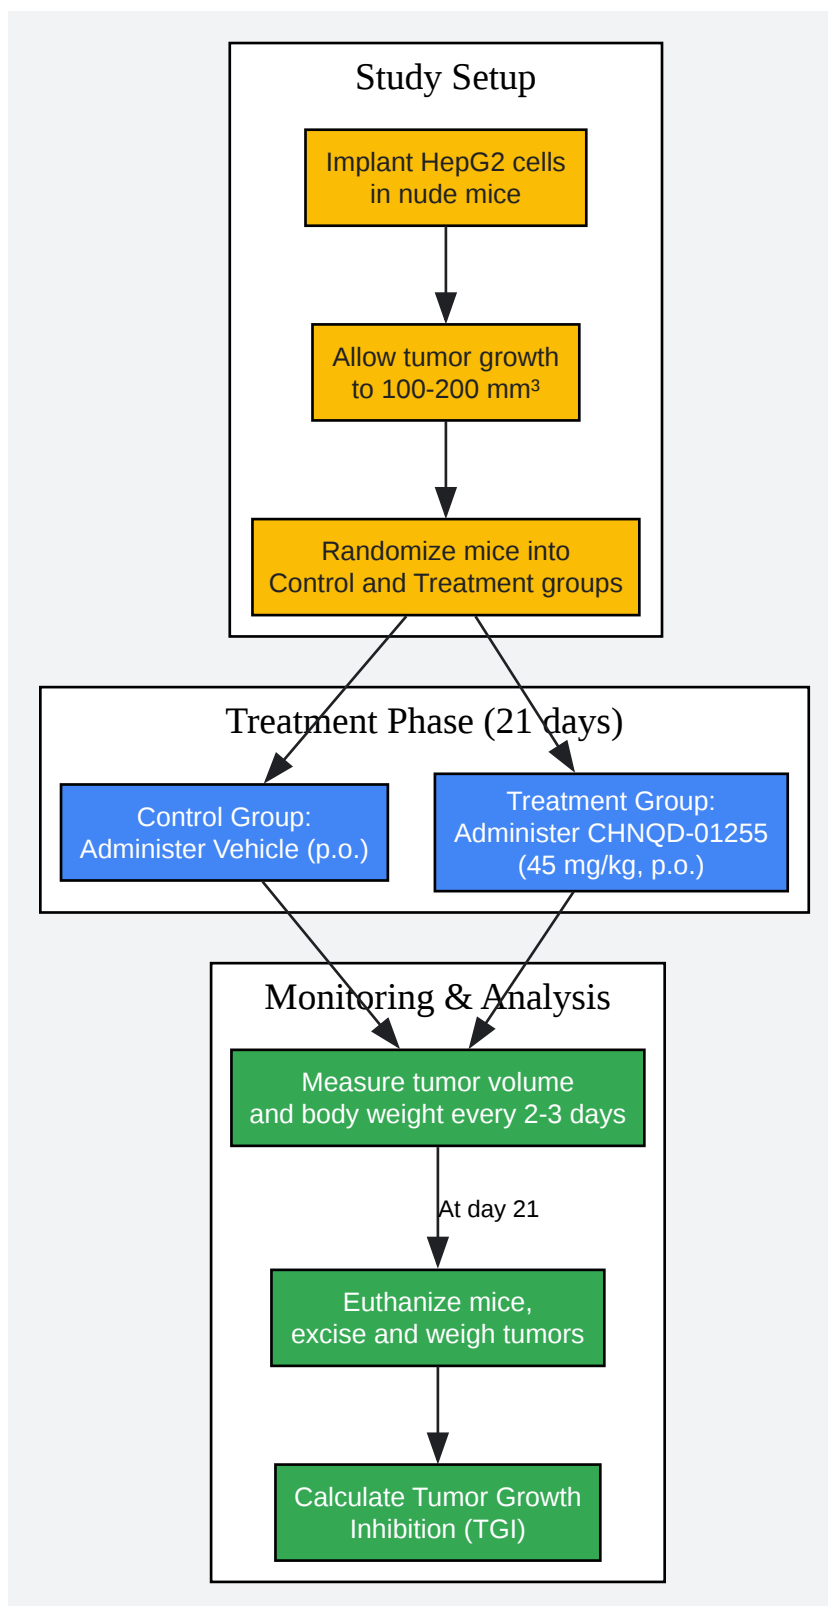 Study Setup
Implant HepG2 cells
in nude mice
Allow tumor growth
to 100-200 mm³
Randomize mice into
Control and Treatment groups
Treatment Phase (21 days)
Control Group:
Administer Vehicle (p.o.)
Treatment Group:
Administer CHNQD-01255
(45 mg/kg, p.o.)
Monitoring & Analysis
Measure tumor volume
and body weight every 2-3 days
At day 21
Euthanize mice,
excise and weigh tumors
Calculate Tumor Growth
Inhibition (TGI)